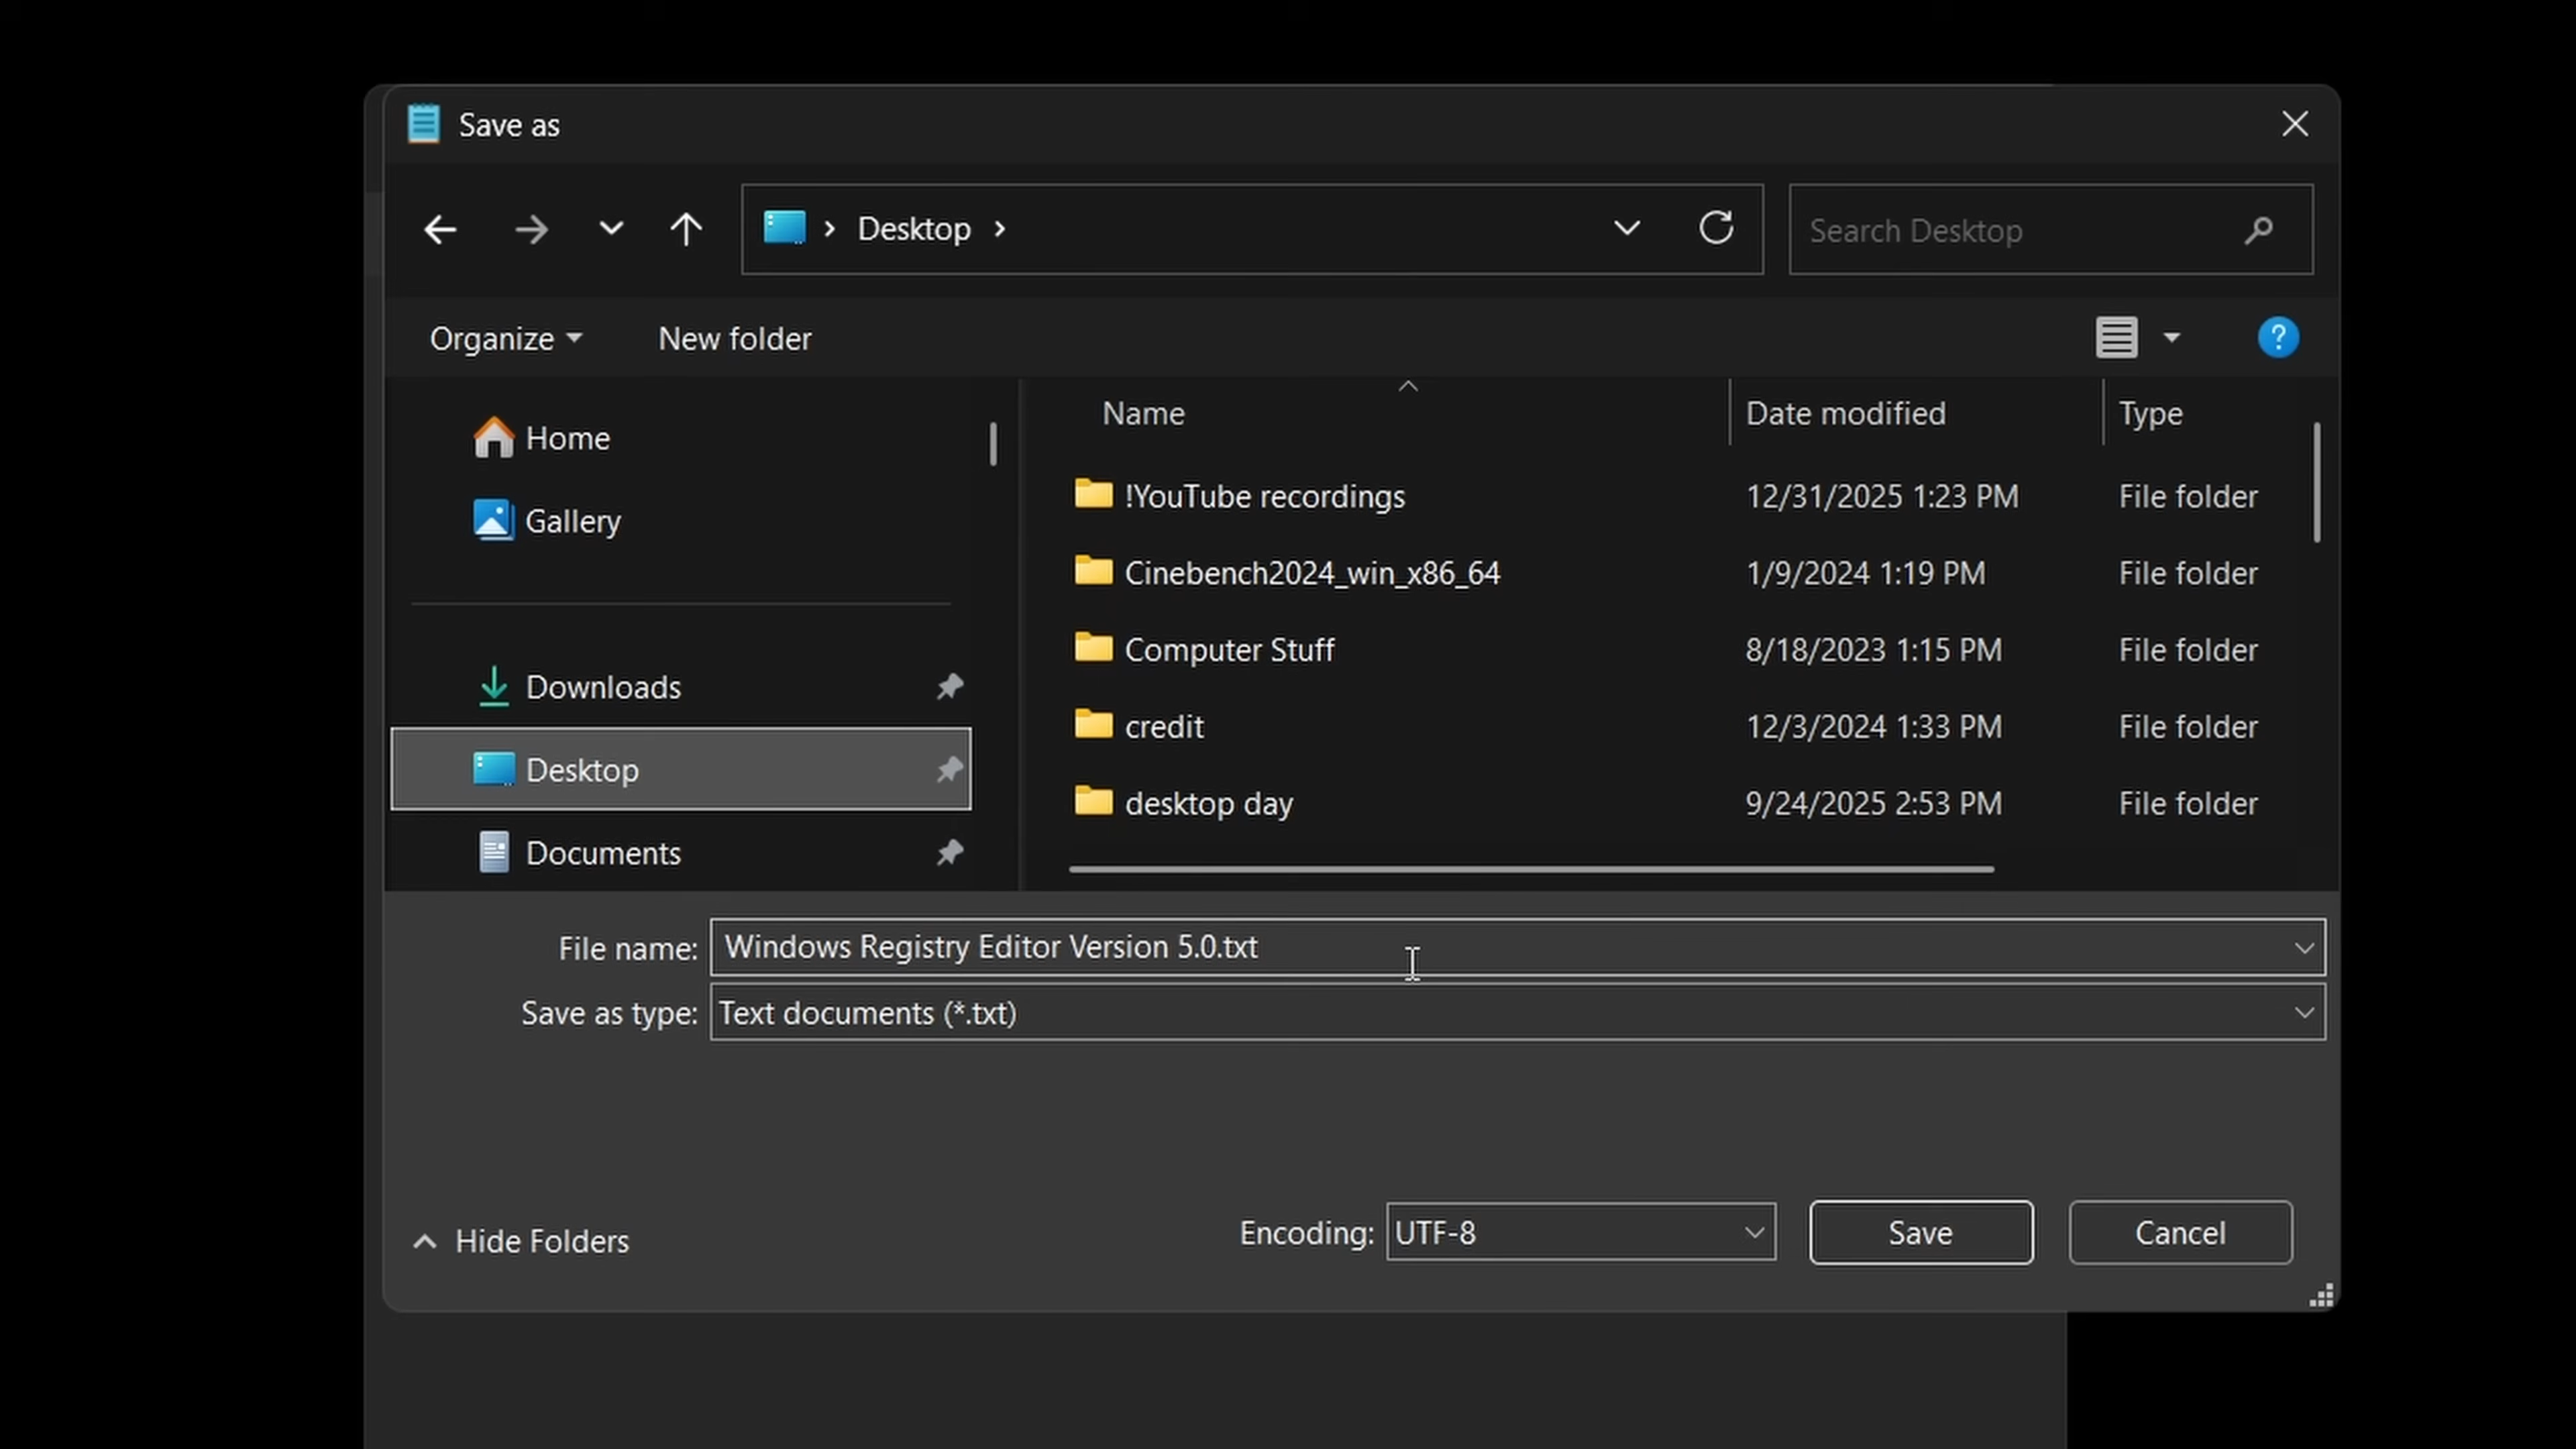 Save as
Desktop
Search Desktop
Organize
New folder
?
Home
Gallery
Downloads
Desktop
Documents
Name
Date modified
Type
!YouTube recordings
12/31/2025 1:23 PM
File folder
Cinebench2024_win_x86_64
1/9/2024 1:19 PM
File folder
Computer Stuff
8/18/2023 1:15 PM
File folder
credit
12/3/2024 1:33 PM
File folder
desktop day
9/24/2025 2:53 PM
File folder
File name:
Windows Registry Editor Version 5.0.txt
Save as type:
Text documents (*.txt)
Hide Folders
Encoding:
UTF-8
Save
Cancel